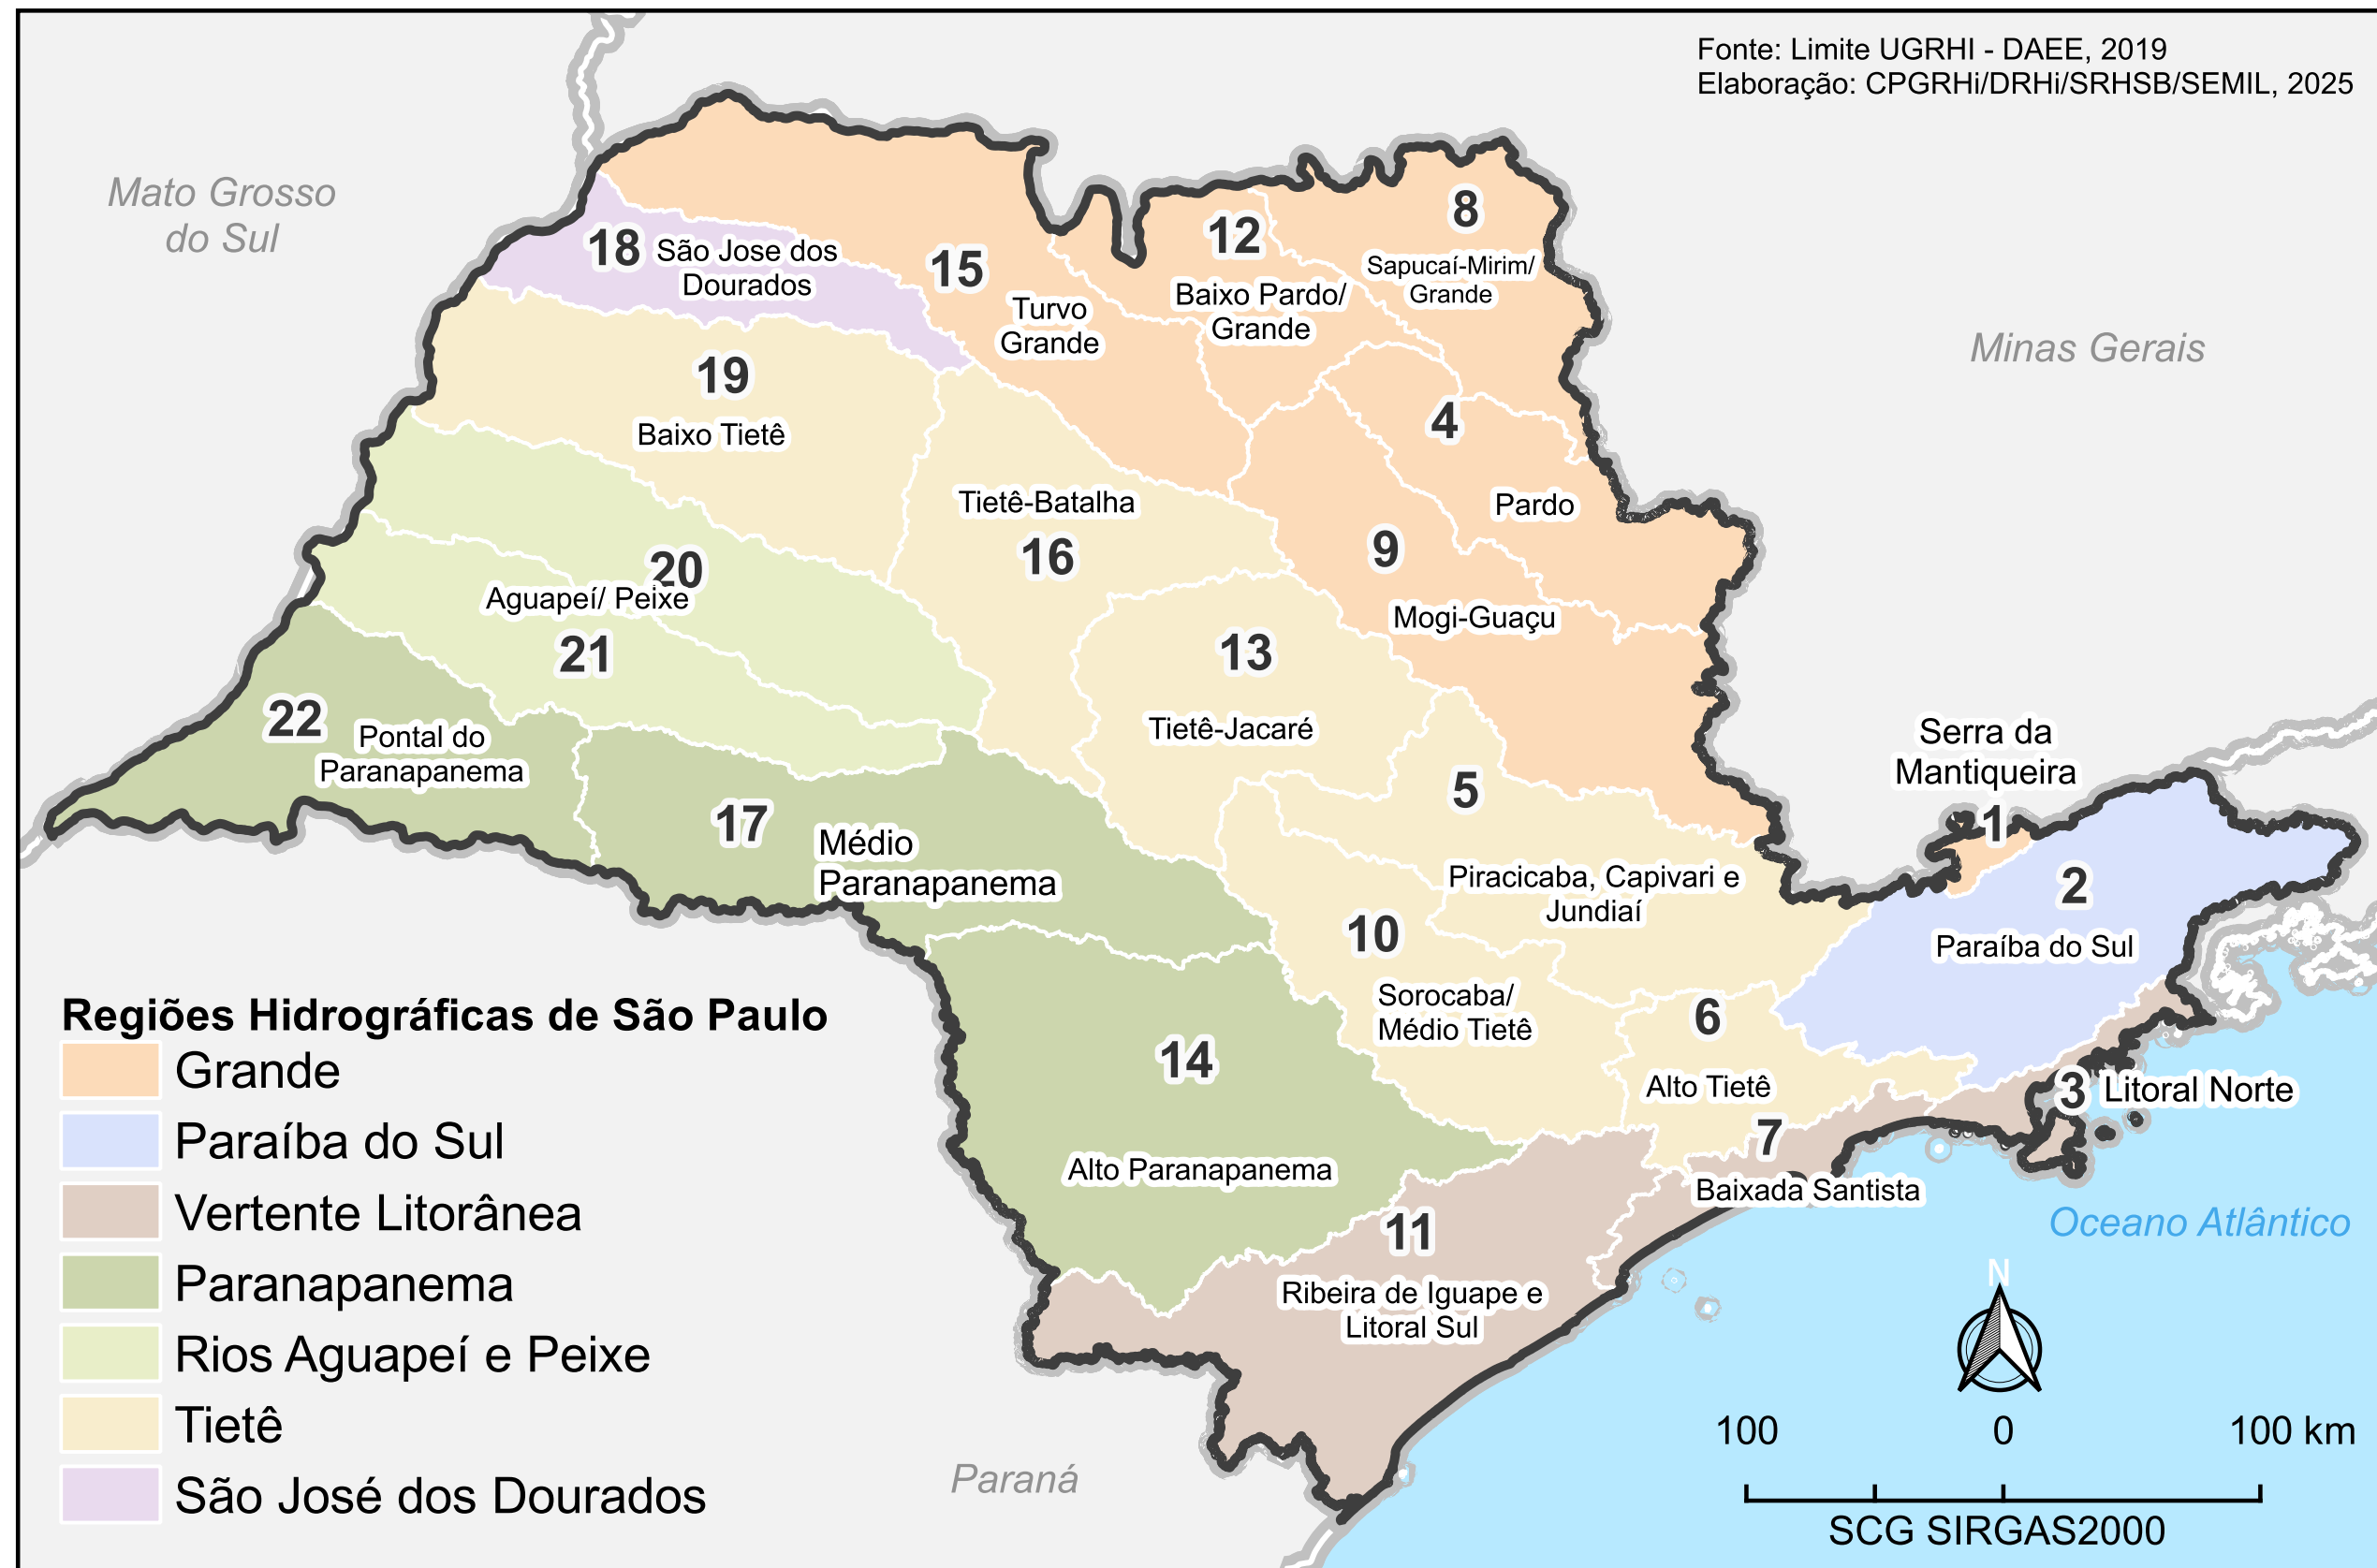 Fonte: Limite UGRHI - DAEE, 2019
Elaboração: CPGRHi/DRHi/SRHSB/SEMIL, 2025
Mato Grosso
do Sul
Minas Gerais
18
São Jose dos
Dourados
15
Turvo
Grande
12
Baixo Pardo/
Grande
8
Sapucaí-Mirim/
Grande
19
Baixo Tietê
4
Pardo
Tietê-Batalha
16
9
Mogi-Guaçu
20
Aguapeí/ Peixe
21
13
Tietê-Jacaré
22
Pontal do
Paranapanema
17
Médio
Paranapanema
5
Piracicaba, Capivari e
Jundiaí
Serra da
Mantiqueira
1
2
Paraíba do Sul
10
Sorocaba/
Médio Tietê
6
Alto Tietê
14
Alto Paranapanema
3
Litoral Norte
7
Baixada Santista
11
Ribeira de Iguape e
Litoral Sul
Oceano Atlântico
Paraná
Regiões Hidrográficas de São Paulo
Grande
Paraíba do Sul
Vertente Litorânea
Paranapanema
Rios Aguapeí e Peixe
Tietê
São José dos Dourados
N
100 0 100 km
SCG SIRGAS2000